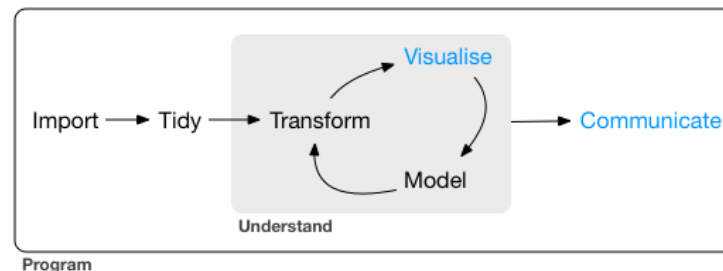 Visualise
Import Tidy Transform Communicate
Model
Understand
Program